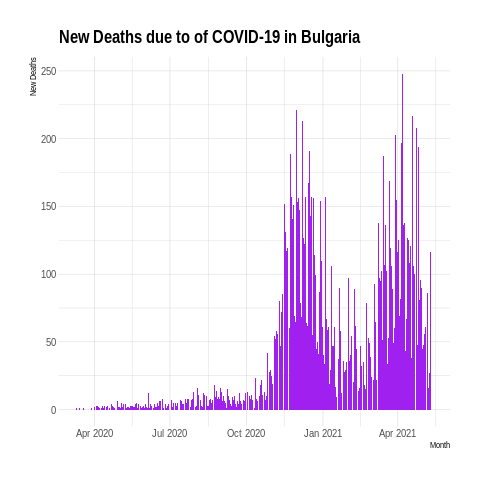 New Deaths due to of COVID-19 in Bulgaria
New Deaths
250
200
150
100
50
0
Apr 2020 Jul 2020 Oct 2020 Jan 2021 Apr 2021
Month